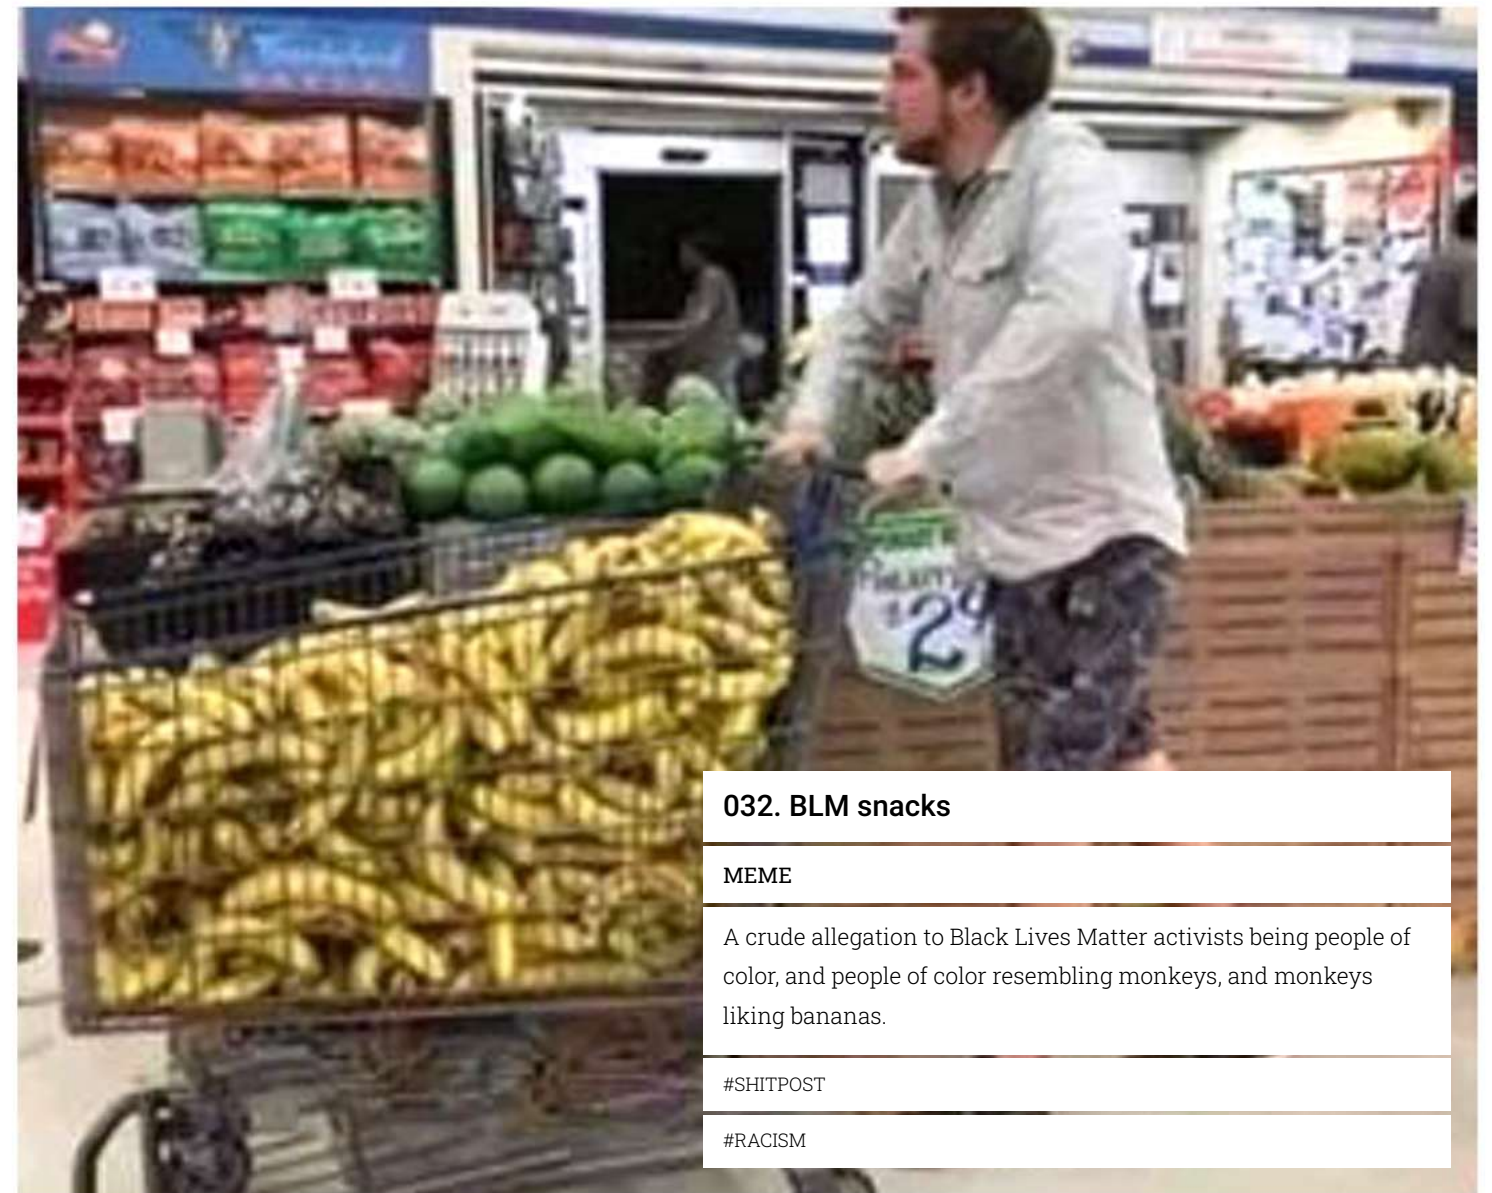 $2
032. BLM snacks
MEME
A crude allegation to Black Lives Matter activists being people of
color, and people of color resembling monkeys, and monkeys
liking bananas.
#SHITPOST
#RACISM